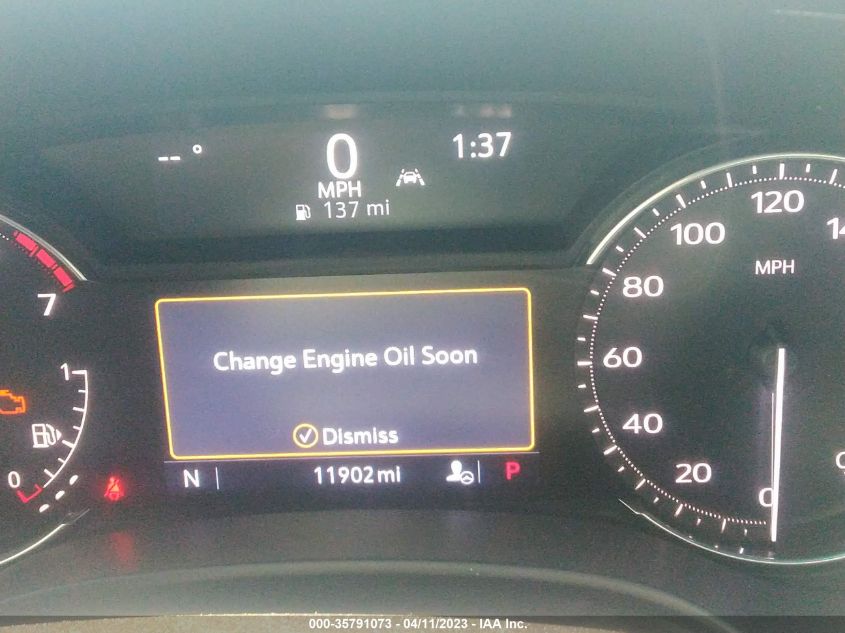 -- °
0
MPH
1:37
137 mi
7
1
0
Change Engine Oil Soon
Dismiss
N
11902 mi
P
120
100
80
MPH
60
40
20
0
000-35791073 - 04/11/2023 - IAA Inc.